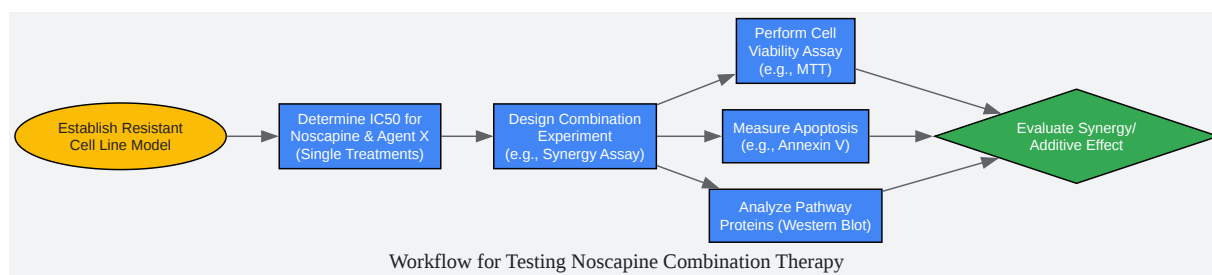 Establish Resistant
Cell Line Model
Determine IC50 for
Noscapine & Agent X
(Single Treatments)
Design Combination
Experiment
(e.g., Synergy Assay)
Perform Cell
Viability Assay
(e.g., MTT)
Measure Apoptosis
(e.g., Annexin V)
Analyze Pathway
Proteins (Western Blot)
Evaluate Synergy/
Additive Effect
Workflow for Testing Noscapine Combination Therapy